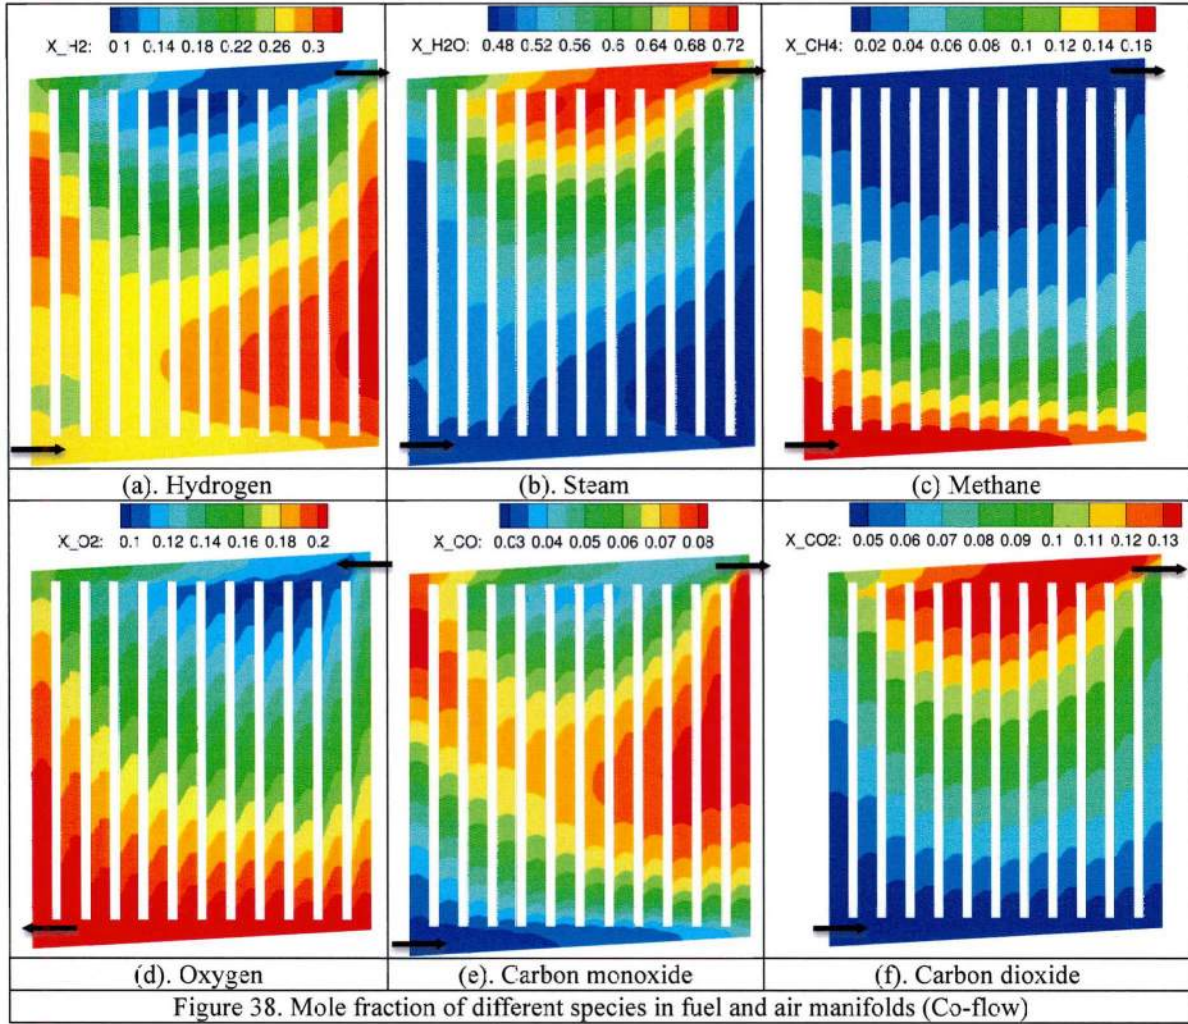 X_H2: 0.1 0.14 0.18 0.22 0.26 0.3
X_H2O: 0.48 0.52 0.56 0.6 0.64 0.68 0.72
X_CH4: 0.02 0.04 0.06 0.08 0.1 0.12 0.14 0.16
(a). Hydrogen
(b). Steam
(c) Methane
X_O2: 0.1 0.12 0.14 0.16 0.18 0.2
X_CO: 0.03 0.04 0.05 0.06 0.07 0.08
X_CO2: 0.05 0.06 0.07 0.08 0.09 0.1 0.11 0.12 0.13
(d). Oxygen
(e). Carbon monoxide
(f). Carbon dioxide
Figure 38. Mole fraction of different species in fuel and air manifolds (Co-flow)